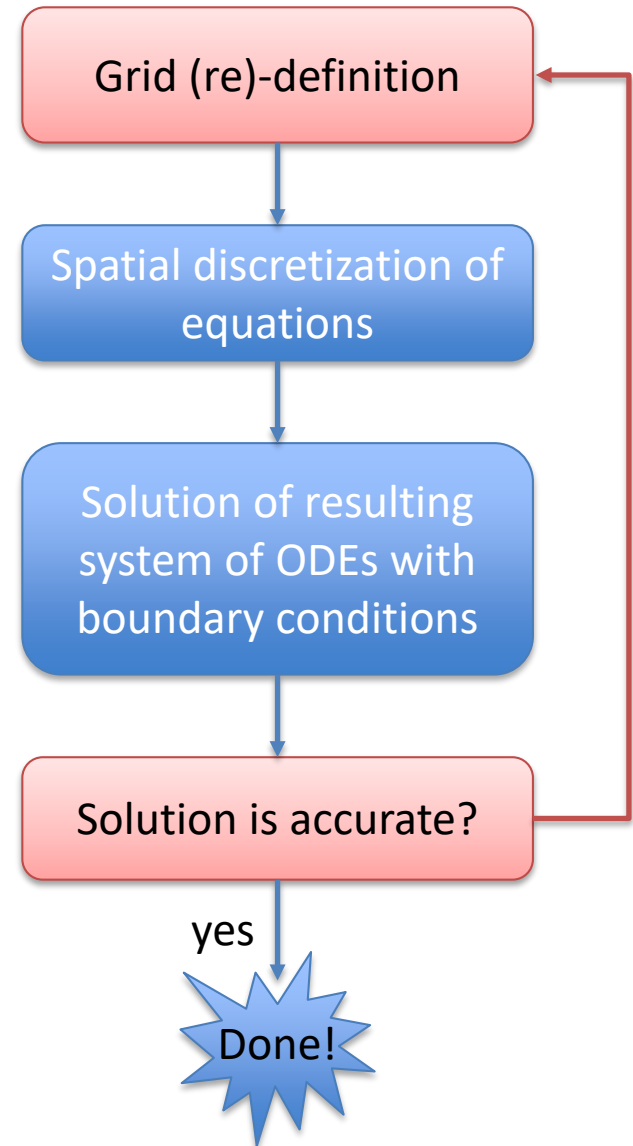 Grid (re)-definition
Spatial discretization of
equations
Solution of resulting
system of ODEs with
boundary conditions
Solution is accurate?
yes
Done!